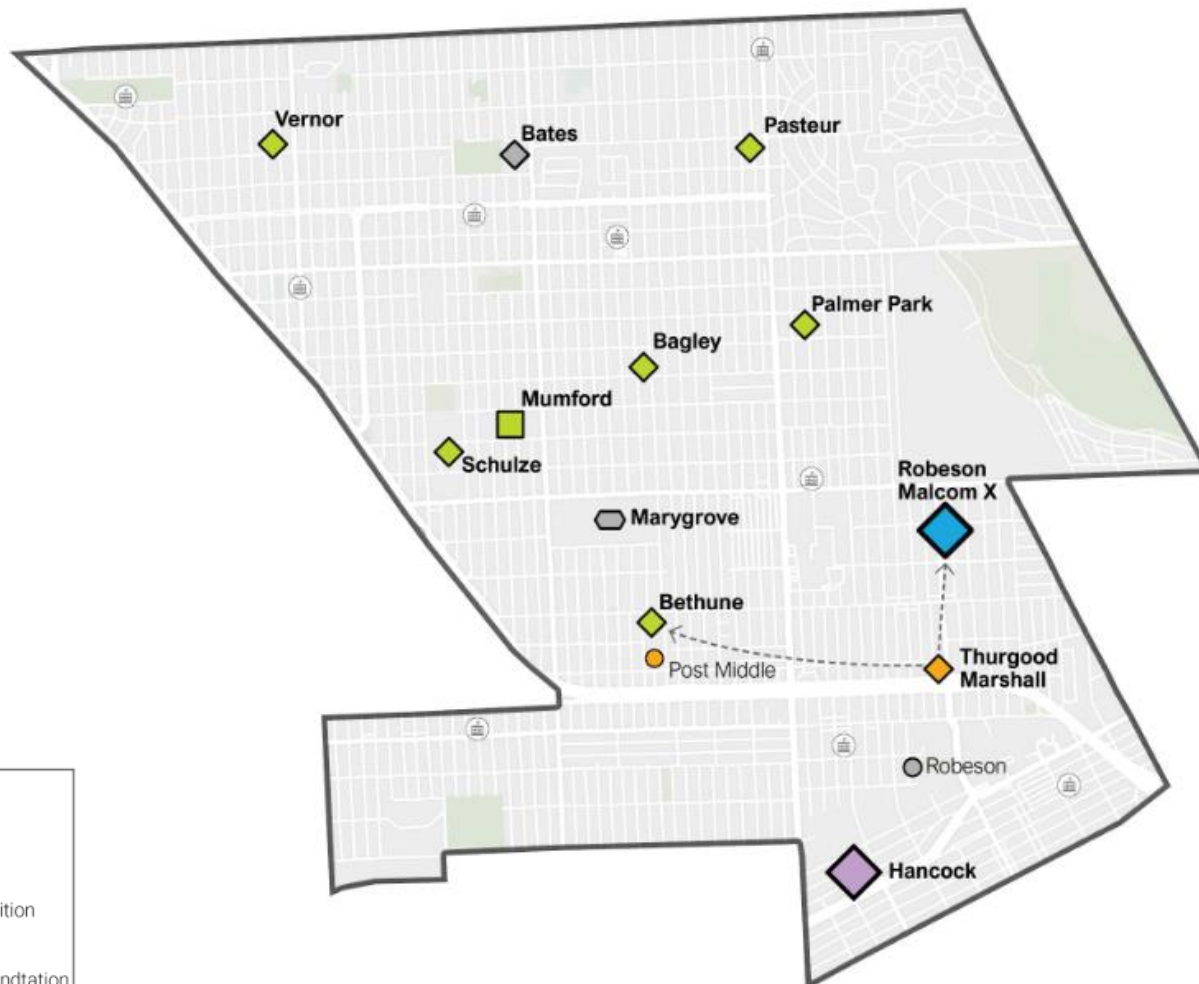 Vernor
Bates
Pasteur
Palmer Park
Bagley
Mumford
Schulze
Robeson
Malcom X
Marygrove
Bethune
Post Middle
Thurgood
Marshall
Robeson
Hancock
ition
ndtation